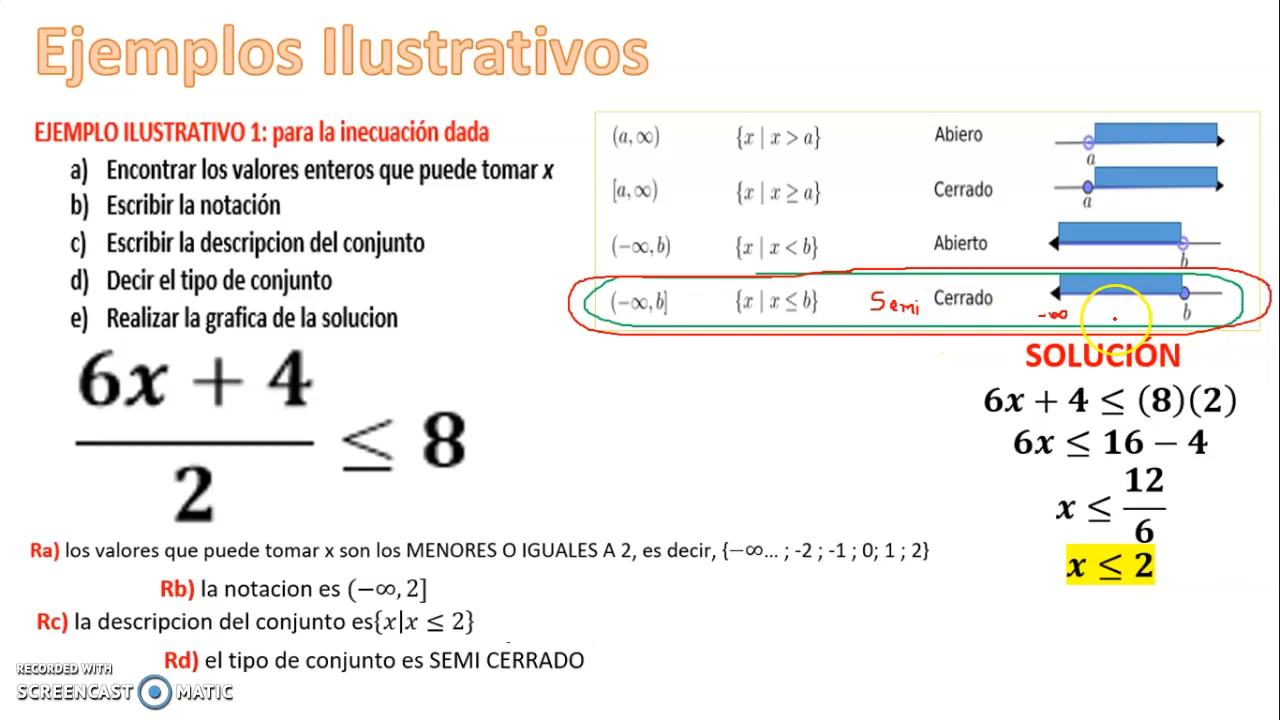 Ejemplos Ilustrativos
EJEMPLO ILUSTRATIVO 1: para la inecuación dada
a) Encontrar los valores enteros que puede tomar x
b) Escribir la notación
c) Escribir la descripcion del conjunto
d) Decir el tipo de conjunto
e) Realizar la grafica de la solucion
(a, ∞) {x | x > a} Abiero a
[a, ∞) {x | x ≥ a} Cerrado a
(−∞, b) {x | x < b} Abierto b
(−∞, b] {x | x ≤ b} Semi Cerrado -∞ b
6x + 4
≤ 8
2
SOLUCIÓN
6x + 4 ≤ (8)(2)
6x ≤ 16 − 4
12
x ≤
6
x ≤ 2
Ra) los valores que puede tomar x son los MENORES O IGUALES A 2, es decir, {−∞... ; -2 ; -1 ; 0; 1 ; 2}
Rb) la notacion es (−∞, 2]
Rc) la descripcion del conjunto es{x|x ≤ 2}
Rd) el tipo de conjunto es SEMI CERRADO
RECORDED WITH
SCREENCAST MATIC